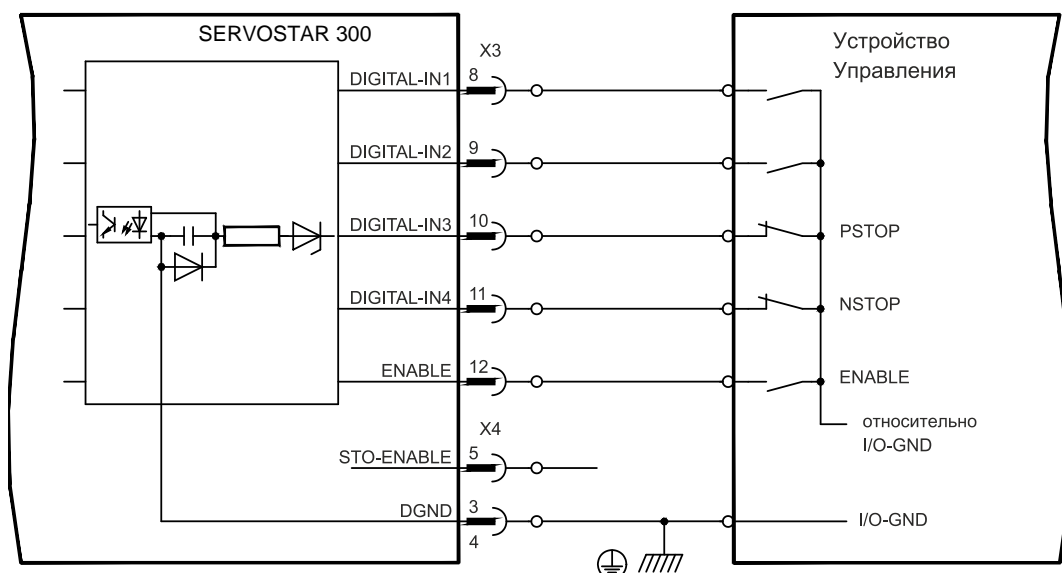 SERVOSTAR 300
X3
Устройство
Управления
DIGITAL-IN1
8
DIGITAL-IN2
9
DIGITAL-IN3
10
PSTOP
DIGITAL-IN4
11
NSTOP
ENABLE
12
ENABLE
относительно
I/O-GND
X4
STO-ENABLE
5
DGND
3
I/O-GND
4